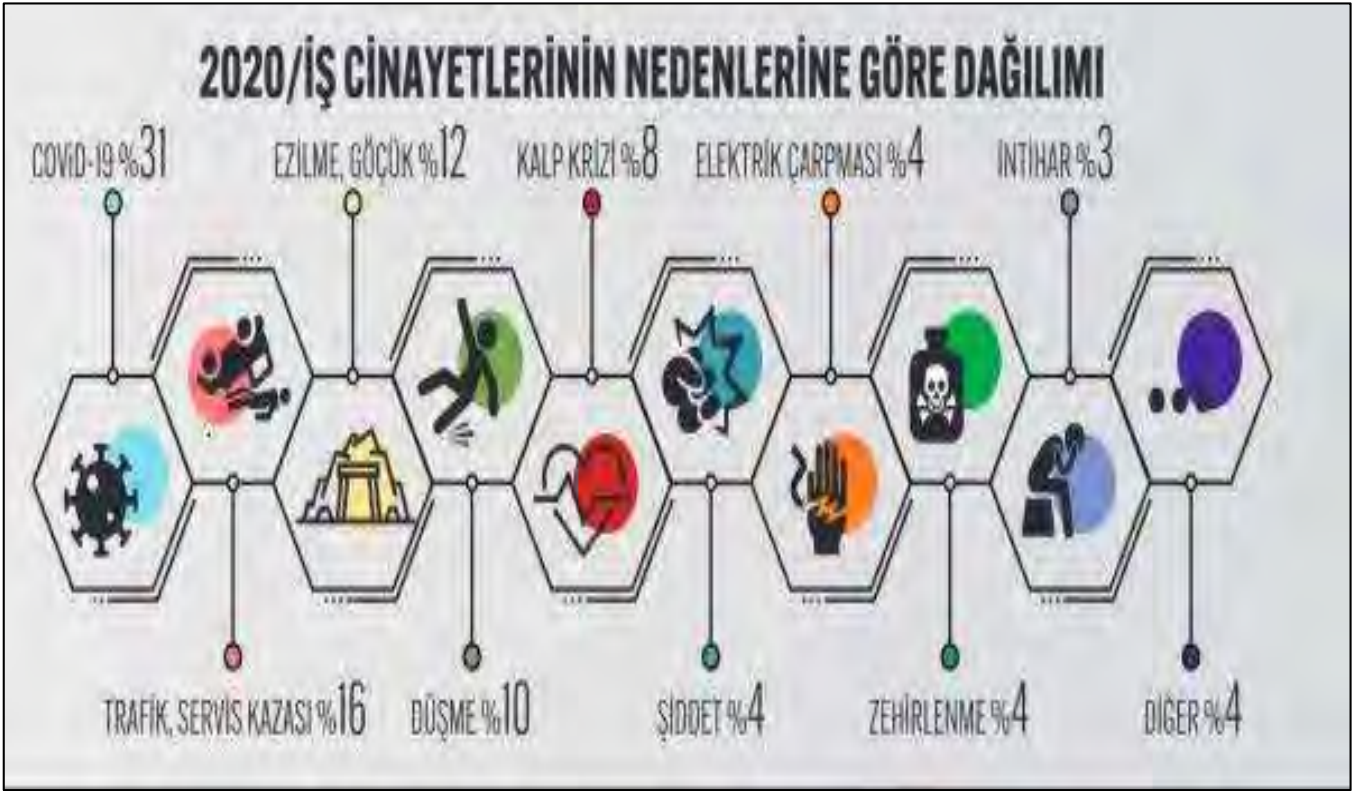 2020/İŞ CİNAYETLERİNİN NEDENLERİNE GÖRE DAĞILIMI
COVİD-19 %31
EZİLME, GÖÇÜK %12
KALP KRİZİ %8
ELEKTRİK ÇARPMASI %4
İNTİHAR %3
TRAFİK, SERVİS KAZASI %16
DÜŞME %10
ŞİDDET %4
ZEHİRLENME %4
DİĞER %4